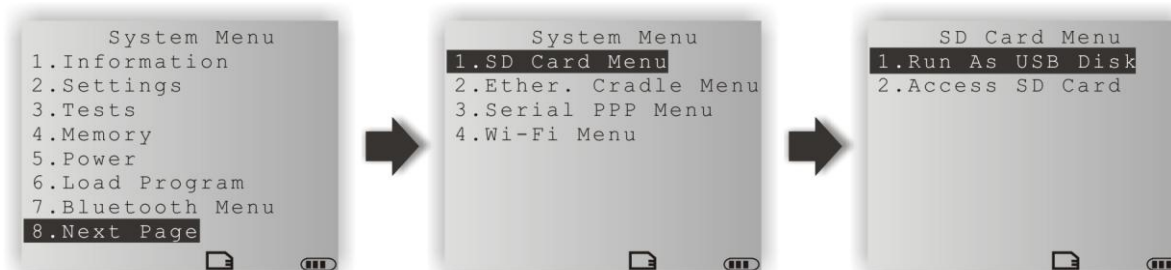 System Menu
1.Information
2.Settings
3.Tests
4.Memory
5.Power
6.Load Program
7.Bluetooth Menu
8.Next Page
System Menu
1.SD Card Menu
2.Ether. Cradle Menu
3.Serial PPP Menu
4.Wi-Fi Menu
SD Card Menu
1.Run As USB Disk
2.Access SD Card